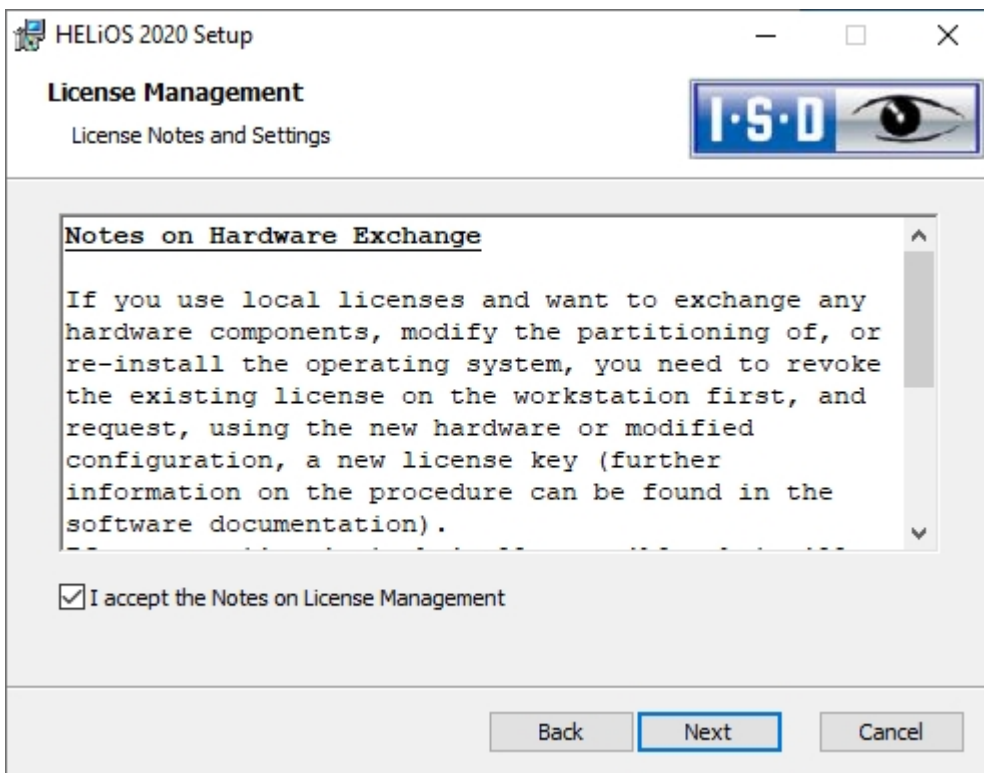 HELiOS 2020 Setup
License Management
License Notes and Settings
I·S·D
Notes on Hardware Exchange
If you use local licenses and want to exchange any
hardware components, modify the partitioning of, or
re-install the operating system, you need to revoke
the existing license on the workstation first, and
request, using the new hardware or modified
configuration, a new license key (further
information on the procedure can be found in the
software documentation).
I accept the Notes on License Management
Back
Next
Cancel